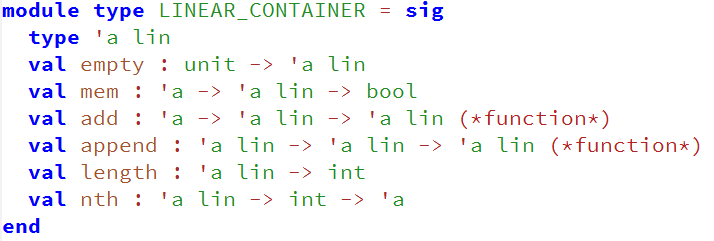 module type LINEAR_CONTAINER = sig
  type 'a lin
  val empty : unit -> 'a lin
  val mem : 'a -> 'a lin -> bool
  val add : 'a -> 'a lin -> 'a lin (*function*)
  val append : 'a lin -> 'a lin -> 'a lin (*function*)
  val length : 'a lin -> int
  val nth : 'a lin -> int -> 'a
end